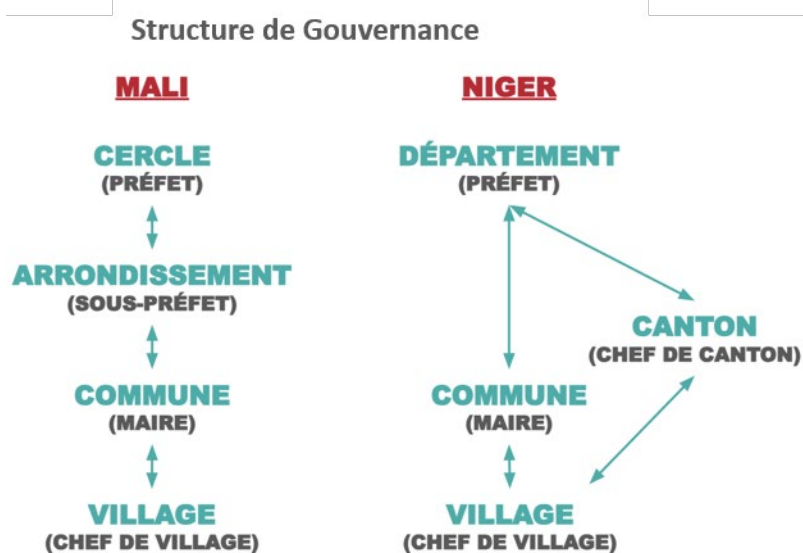 Structure de Gouvernance
MALI
CERCLE
(PRÉFET)
ARRONDISSEMENT
(SOUS-PRÉFET)
COMMUNE
(MAIRE)
VILLAGE
(CHEF DE VILLAGE)
NIGER
DÉPARTEMENT
(PRÉFET)
CANTON
(CHEF DE CANTON)
COMMUNE
(MAIRE)
VILLAGE
(CHEF DE VILLAGE)